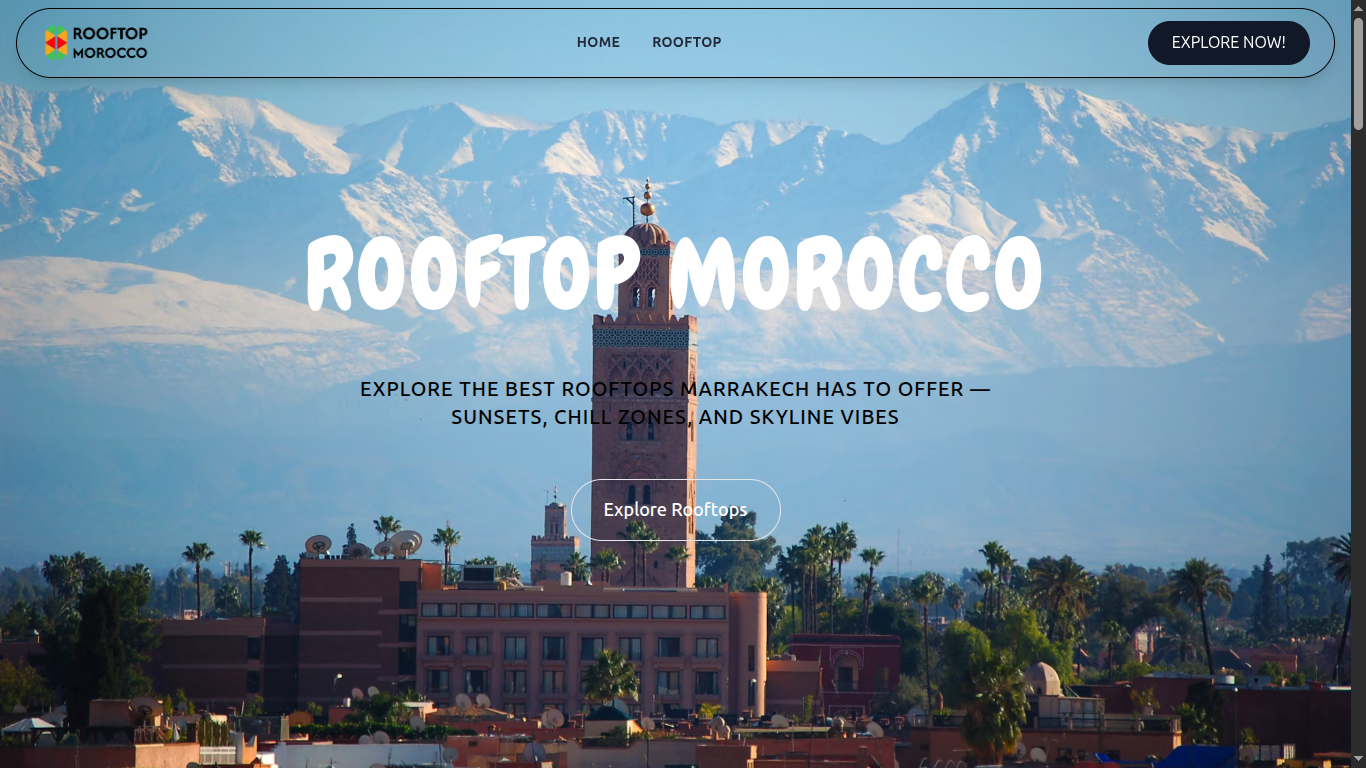 ROOFTOP
MOROCCO
HOME
ROOFTOP
EXPLORE NOW!
ROOFTOP MOROCCO
EXPLORE THE BEST ROOFTOPS MARRAKECH HAS TO OFFER —
SUNSETS, CHILL ZONES, AND SKYLINE VIBES
Explore Rooftops